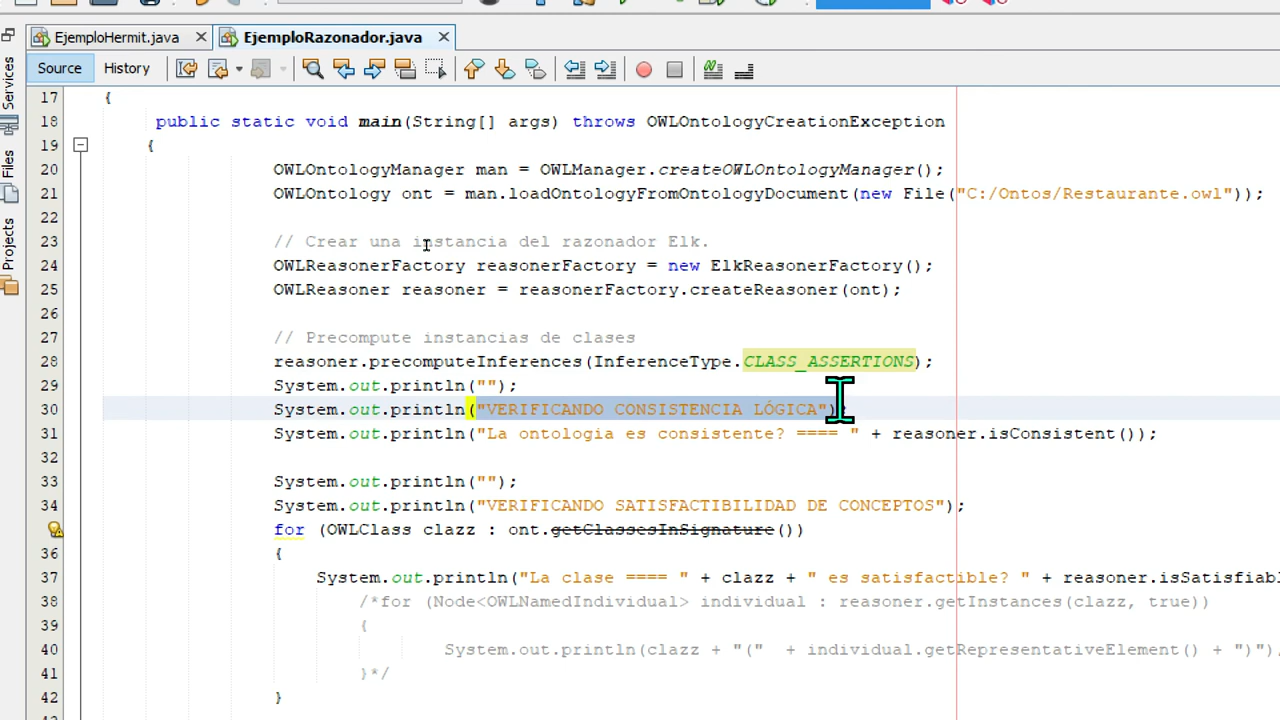 EjemploHermit.java
EjemploRazonador.java
Source
History
Services
Files
Projects
17 {
18 public static void main(String[] args) throws OWLOntologyCreationException
19 {
20 OWLOntologyManager man = OWLManager.createOWLOntologyManager();
21 OWLOntology ont = man.loadOntologyFromOntologyDocument(new File("C:/Ontos/Restaurante.owl"));
22
23 // Crear una instancia del razonador Elk.
24 OWLReasonerFactory reasonerFactory = new ElkReasonerFactory();
25 OWLReasoner reasoner = reasonerFactory.createReasoner(ont);
26
27 // Precompute instancias de clases
28 reasoner.precomputeInferences(InferenceType.CLASS_ASSERTIONS);
29 System.out.println("");
30 System.out.println("VERIFICANDO CONSISTENCIA LÓGICA");
31 System.out.println("La ontologia es consistente? ==== " + reasoner.isConsistent());
32
33 System.out.println("");
34 System.out.println("VERIFICANDO SATISFACTIBILIDAD DE CONCEPTOS");
for (OWLClass clazz : ont.getClassesInSignature())
36 {
37 System.out.println("La clase ==== " + clazz + " es satisfactible? " + reasoner.isSatisfiabl
38 /*for (Node<OWLNamedIndividual> individual : reasoner.getInstances(clazz, true))
39 {
40 System.out.println(clazz + "(" + individual.getRepresentativeElement() + ")")
41 }*/
42 }